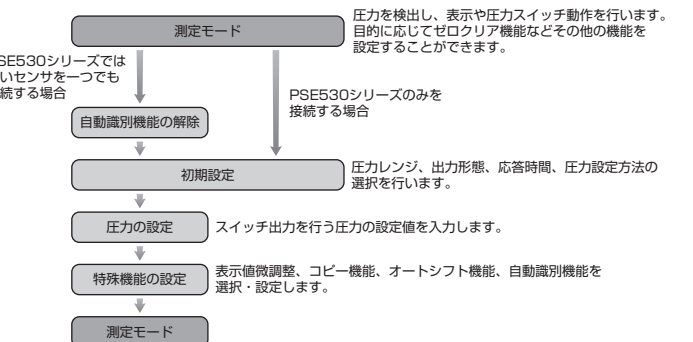 測定モード
圧力を検出し、表示や圧力スイッチ動作を行います。
目的に応じてゼロクリア機能などその他の機能を
設定することができます。
SE530シリーズでは
いセンサを一つでも
続する場合
PSE530シリーズのみを
接続する場合
自動識別機能の解除
初期設定
圧力レンジ、出力形態、応答時間、圧力設定方法の
選択を行います。
圧力の設定
スイッチ出力を行う圧力の設定値を入力します。
特殊機能の設定
表示値微調整、コピー機能、オートシフト機能、自動識別機能を
選択・設定します。
測定モード